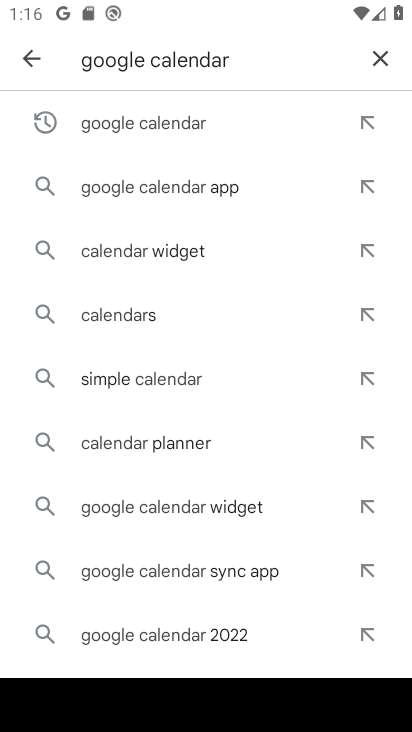 1:16
google calendar
google calendar
google calendar app
calendar widget
calendars
simple calendar
calendar planner
google calendar widget
google calendar sync app
google calendar 2022